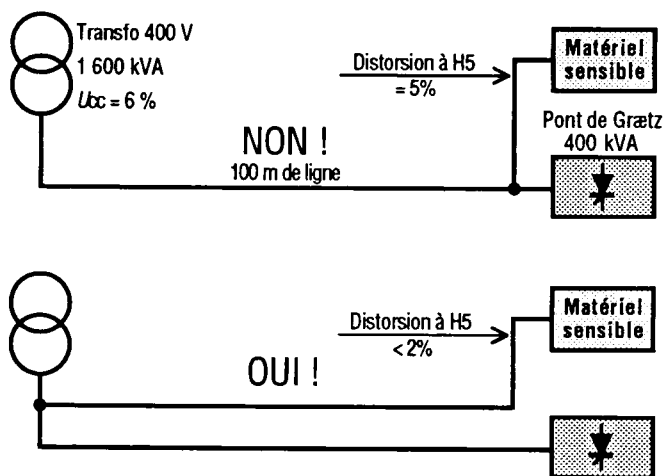 Transfo 400 V
1 600 kVA
Ucc = 6 %
Distorsion à H5
= 5%
Matériel
sensible
NON !
100 m de ligne
Pont de Grætz
400 kVA
Distorsion à H5
< 2%
Matériel
sensible
OUI !